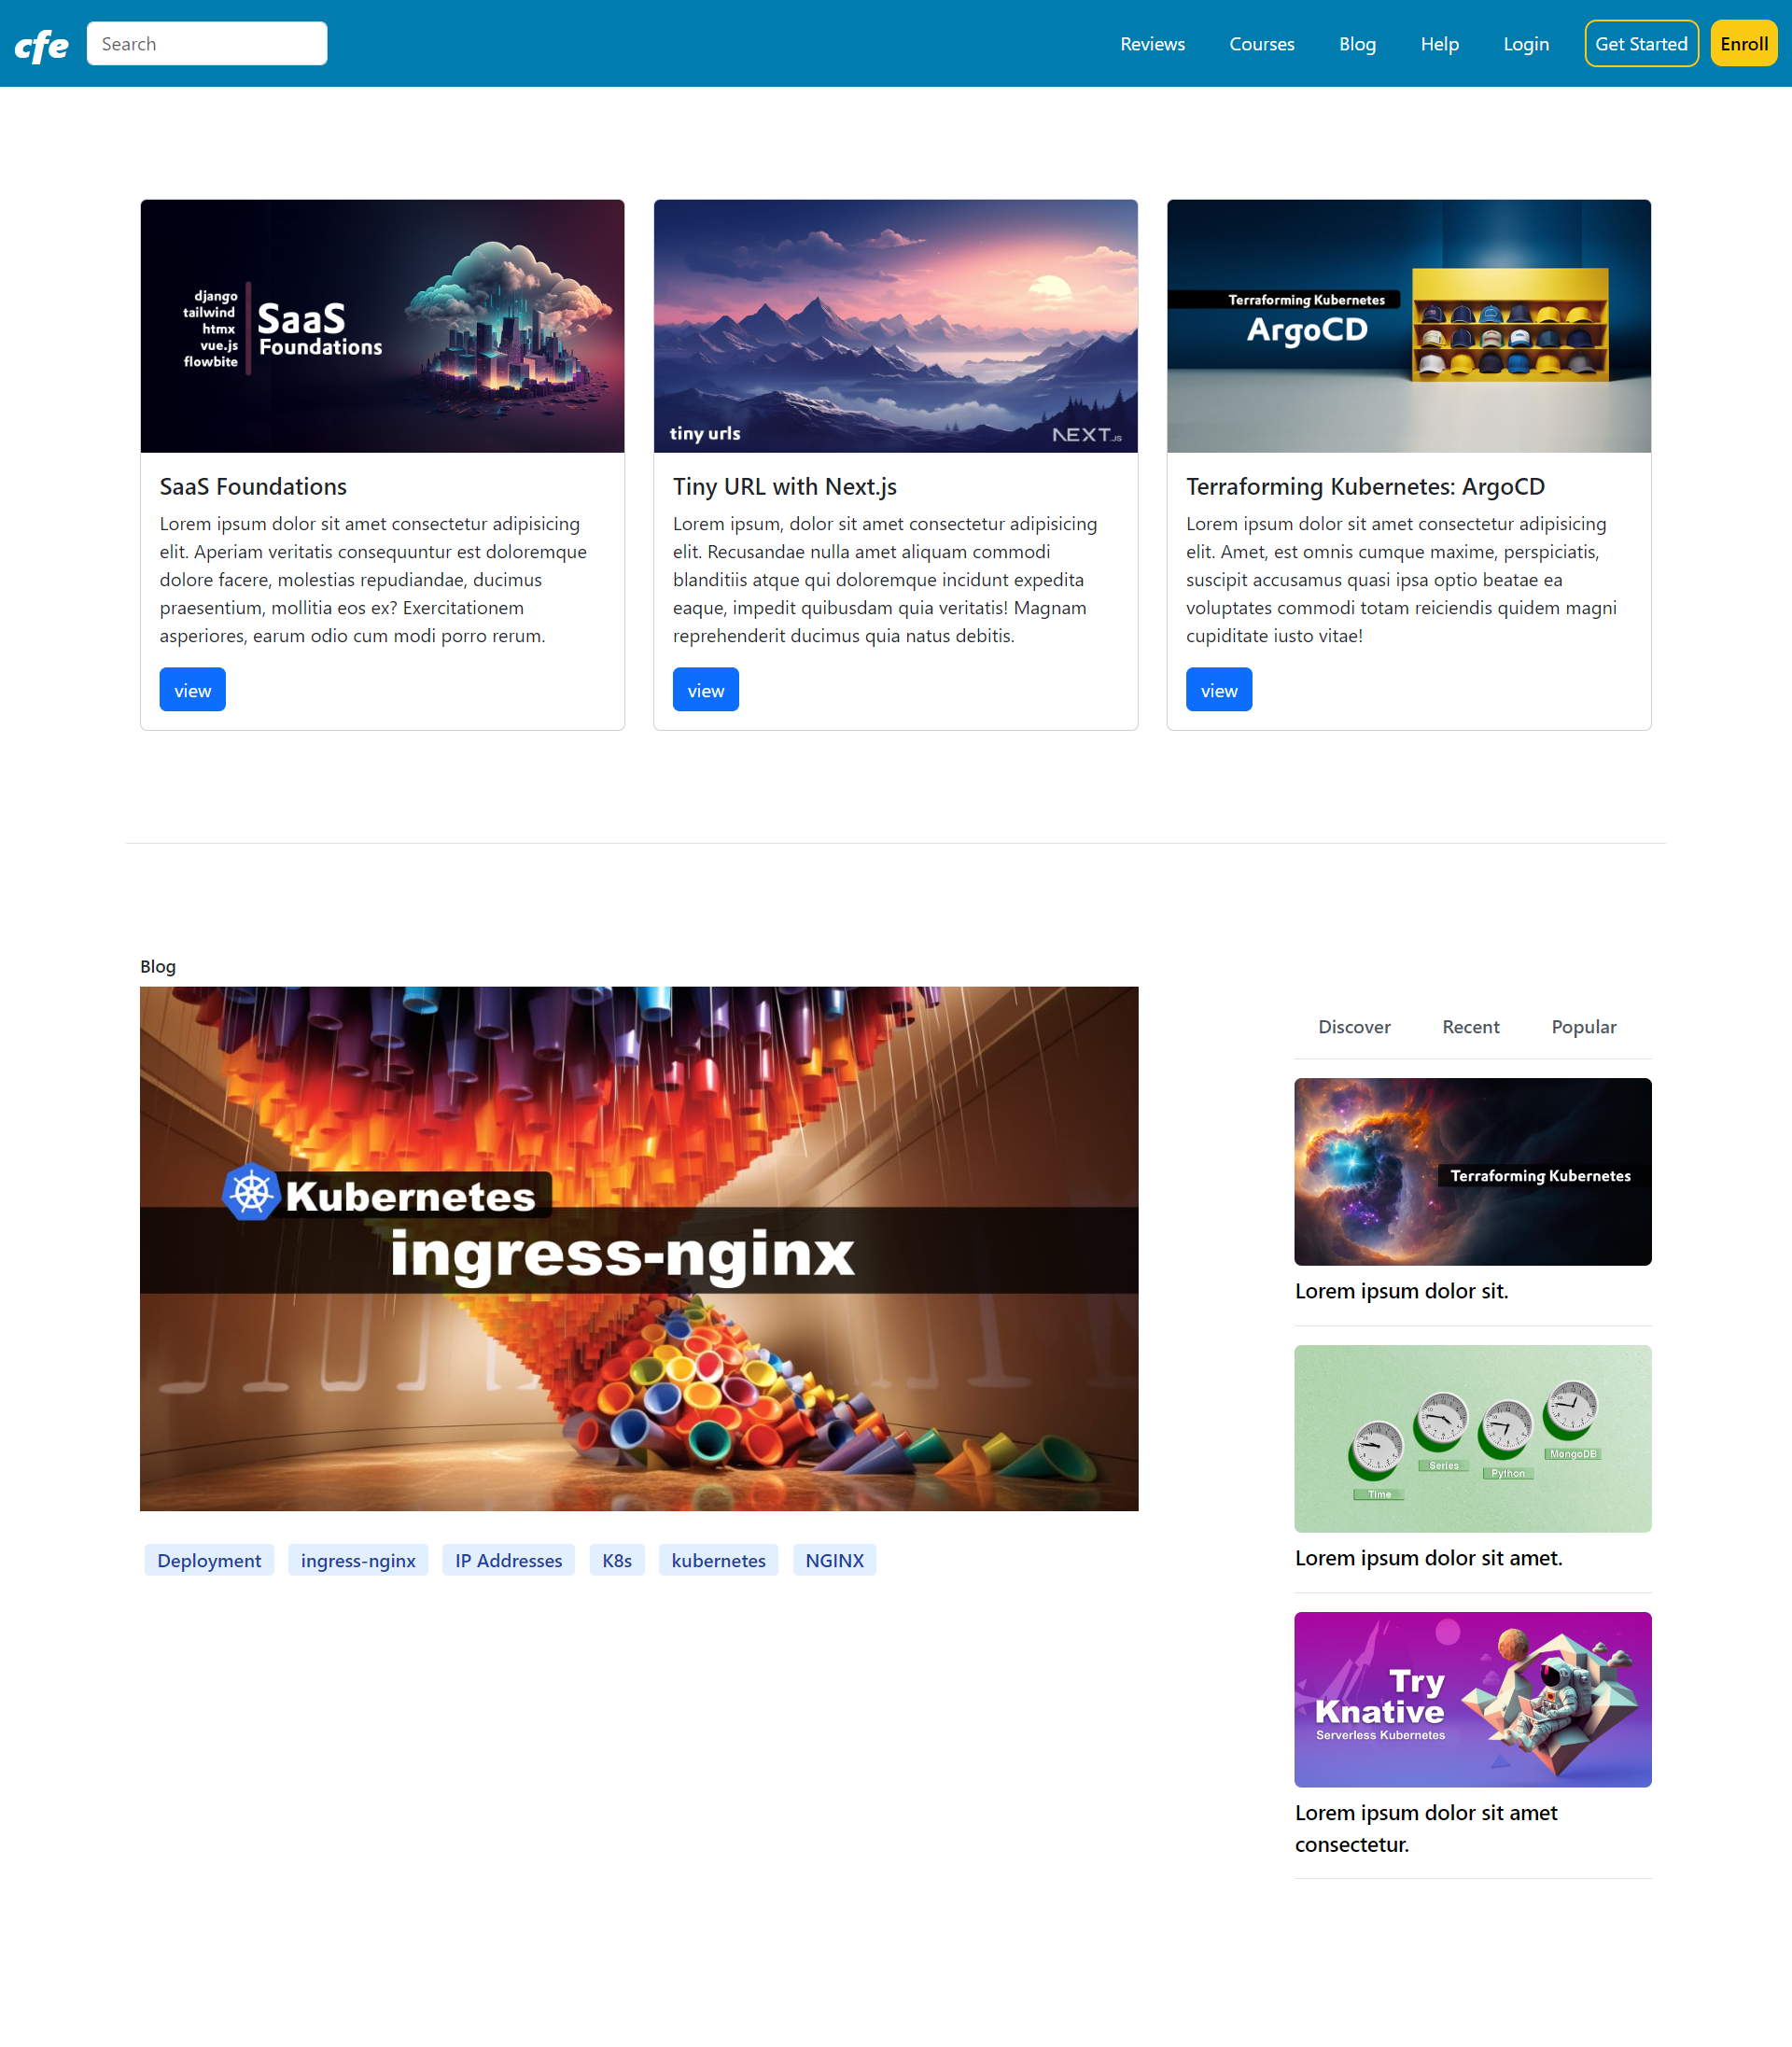 cfe
Search
Reviews
Courses
Blog
Help
Login
Get Started
Enroll
django
tailwind
htmx
vue.js
flowbite
SaaS
Foundations
SaaS Foundations
Lorem ipsum dolor sit amet consectetur adipisicing
elit. Aperiam veritatis consequuntur est doloremque
dolore facere, molestias repudiandae, ducimus
praesentium, mollitia eos ex? Exercitationem
asperiores, earum odio cum modi porro rerum.
view
tiny urls
NEXT.JS
Tiny URL with Next.js
Lorem ipsum, dolor sit amet consectetur adipisicing
elit. Recusandae nulla amet aliquam commodi
blanditiis atque qui doloremque incidunt expedita
eaque, impedit quibusdam quia veritatis! Magnam
reprehenderit ducimus quia natus debitis.
view
Terraforming Kubernetes
ArgoCD
Terraforming Kubernetes: ArgoCD
Lorem ipsum dolor sit amet consectetur adipisicing
elit. Amet, est omnis cumque maxime, perspiciatis,
suscipit accusamus quasi ipsa optio beatae ea
voluptates commodi totam reiciendis quidem magni
cupiditate iusto vitae!
view
Blog
Kubernetes
ingress-nginx
Deployment
ingress-nginx
IP Addresses
K8s
kubernetes
NGINX
Discover
Recent
Popular
Terraforming Kubernetes
Lorem ipsum dolor sit.
Time
Series
Python
MongoDB
Lorem ipsum dolor sit amet.
Try
Knative
Serverless Kubernetes
Lorem ipsum dolor sit amet
consectetur.